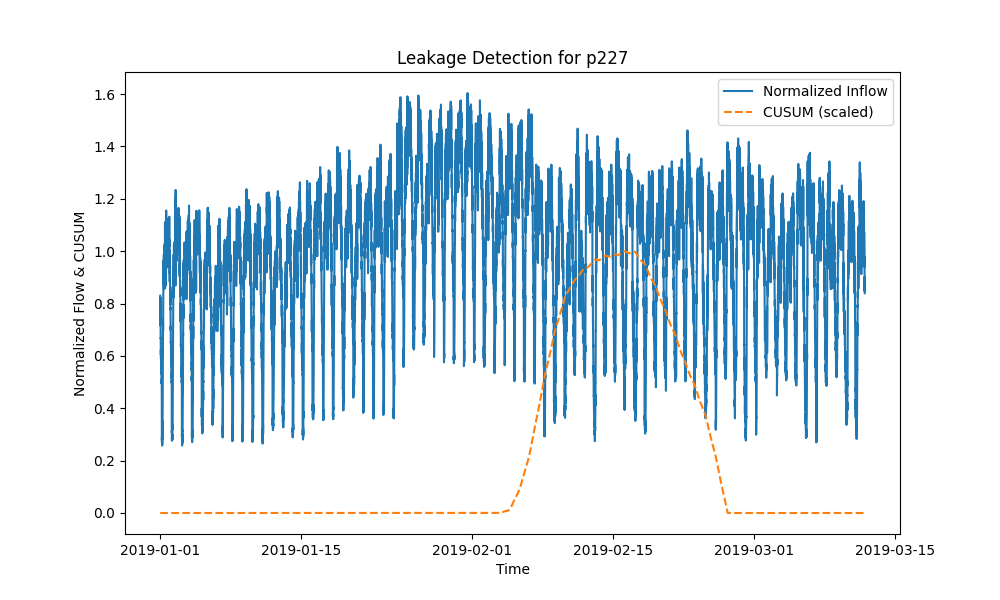 Leakage Detection for p227
Normalized Inflow
CUSUM (scaled)
Normalized Flow & CUSUM
1.6
1.4
1.2
1.0
0.8
0.6
0.4
0.2
0.0
2019-01-01 2019-01-15 2019-02-01 2019-02-15 2019-03-01 2019-03-15
Time